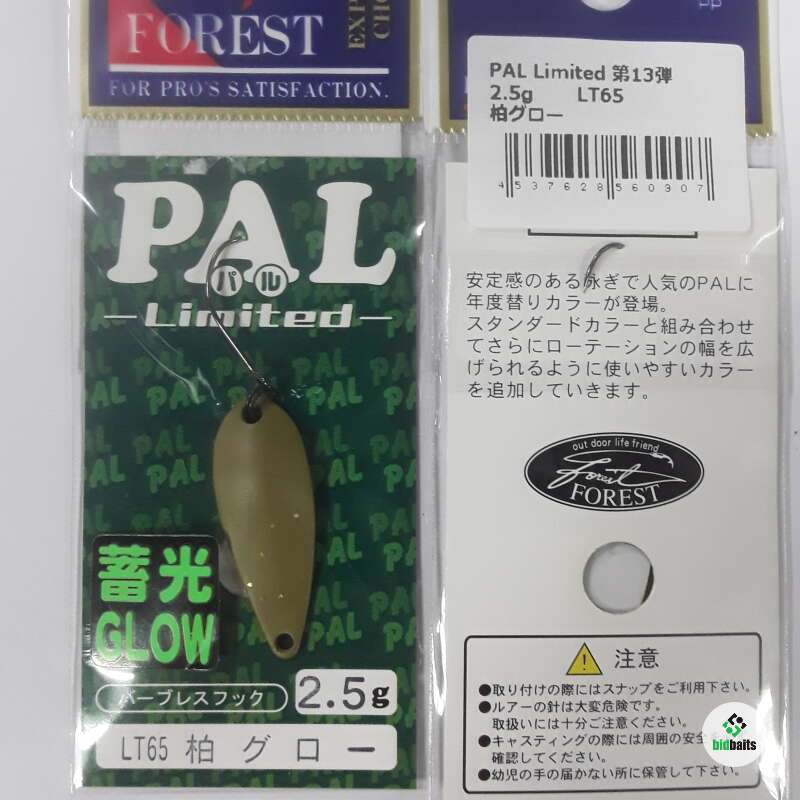 FOREST
FOR PRO'S SATISFACTION.
PAL
パル
Limited
蓄光
GLOW
バーブレスフック
2.5g
LT65 柏グロー
PAL Limited 第13弾
2.5g LT65
柏グロー
4537628560907
安定感のある泳ぎで人気のPALに
年度替りカラーが登場。
スタンダードカラーと組み合わせ
てさらにローテーションの幅を広
げられるように使いやすいカラー
を追加していきます。
out door life friend
Forest
FOREST
注意
●取り付けの際にはスナップをご利用下さい。
●ルアーの針は大変危険です。
取扱いには十分ご注意ください。
●キャスティングの際には周囲の安全を
確認してください。
●幼児の手の届かない所に保管して下さい。
bidbaits